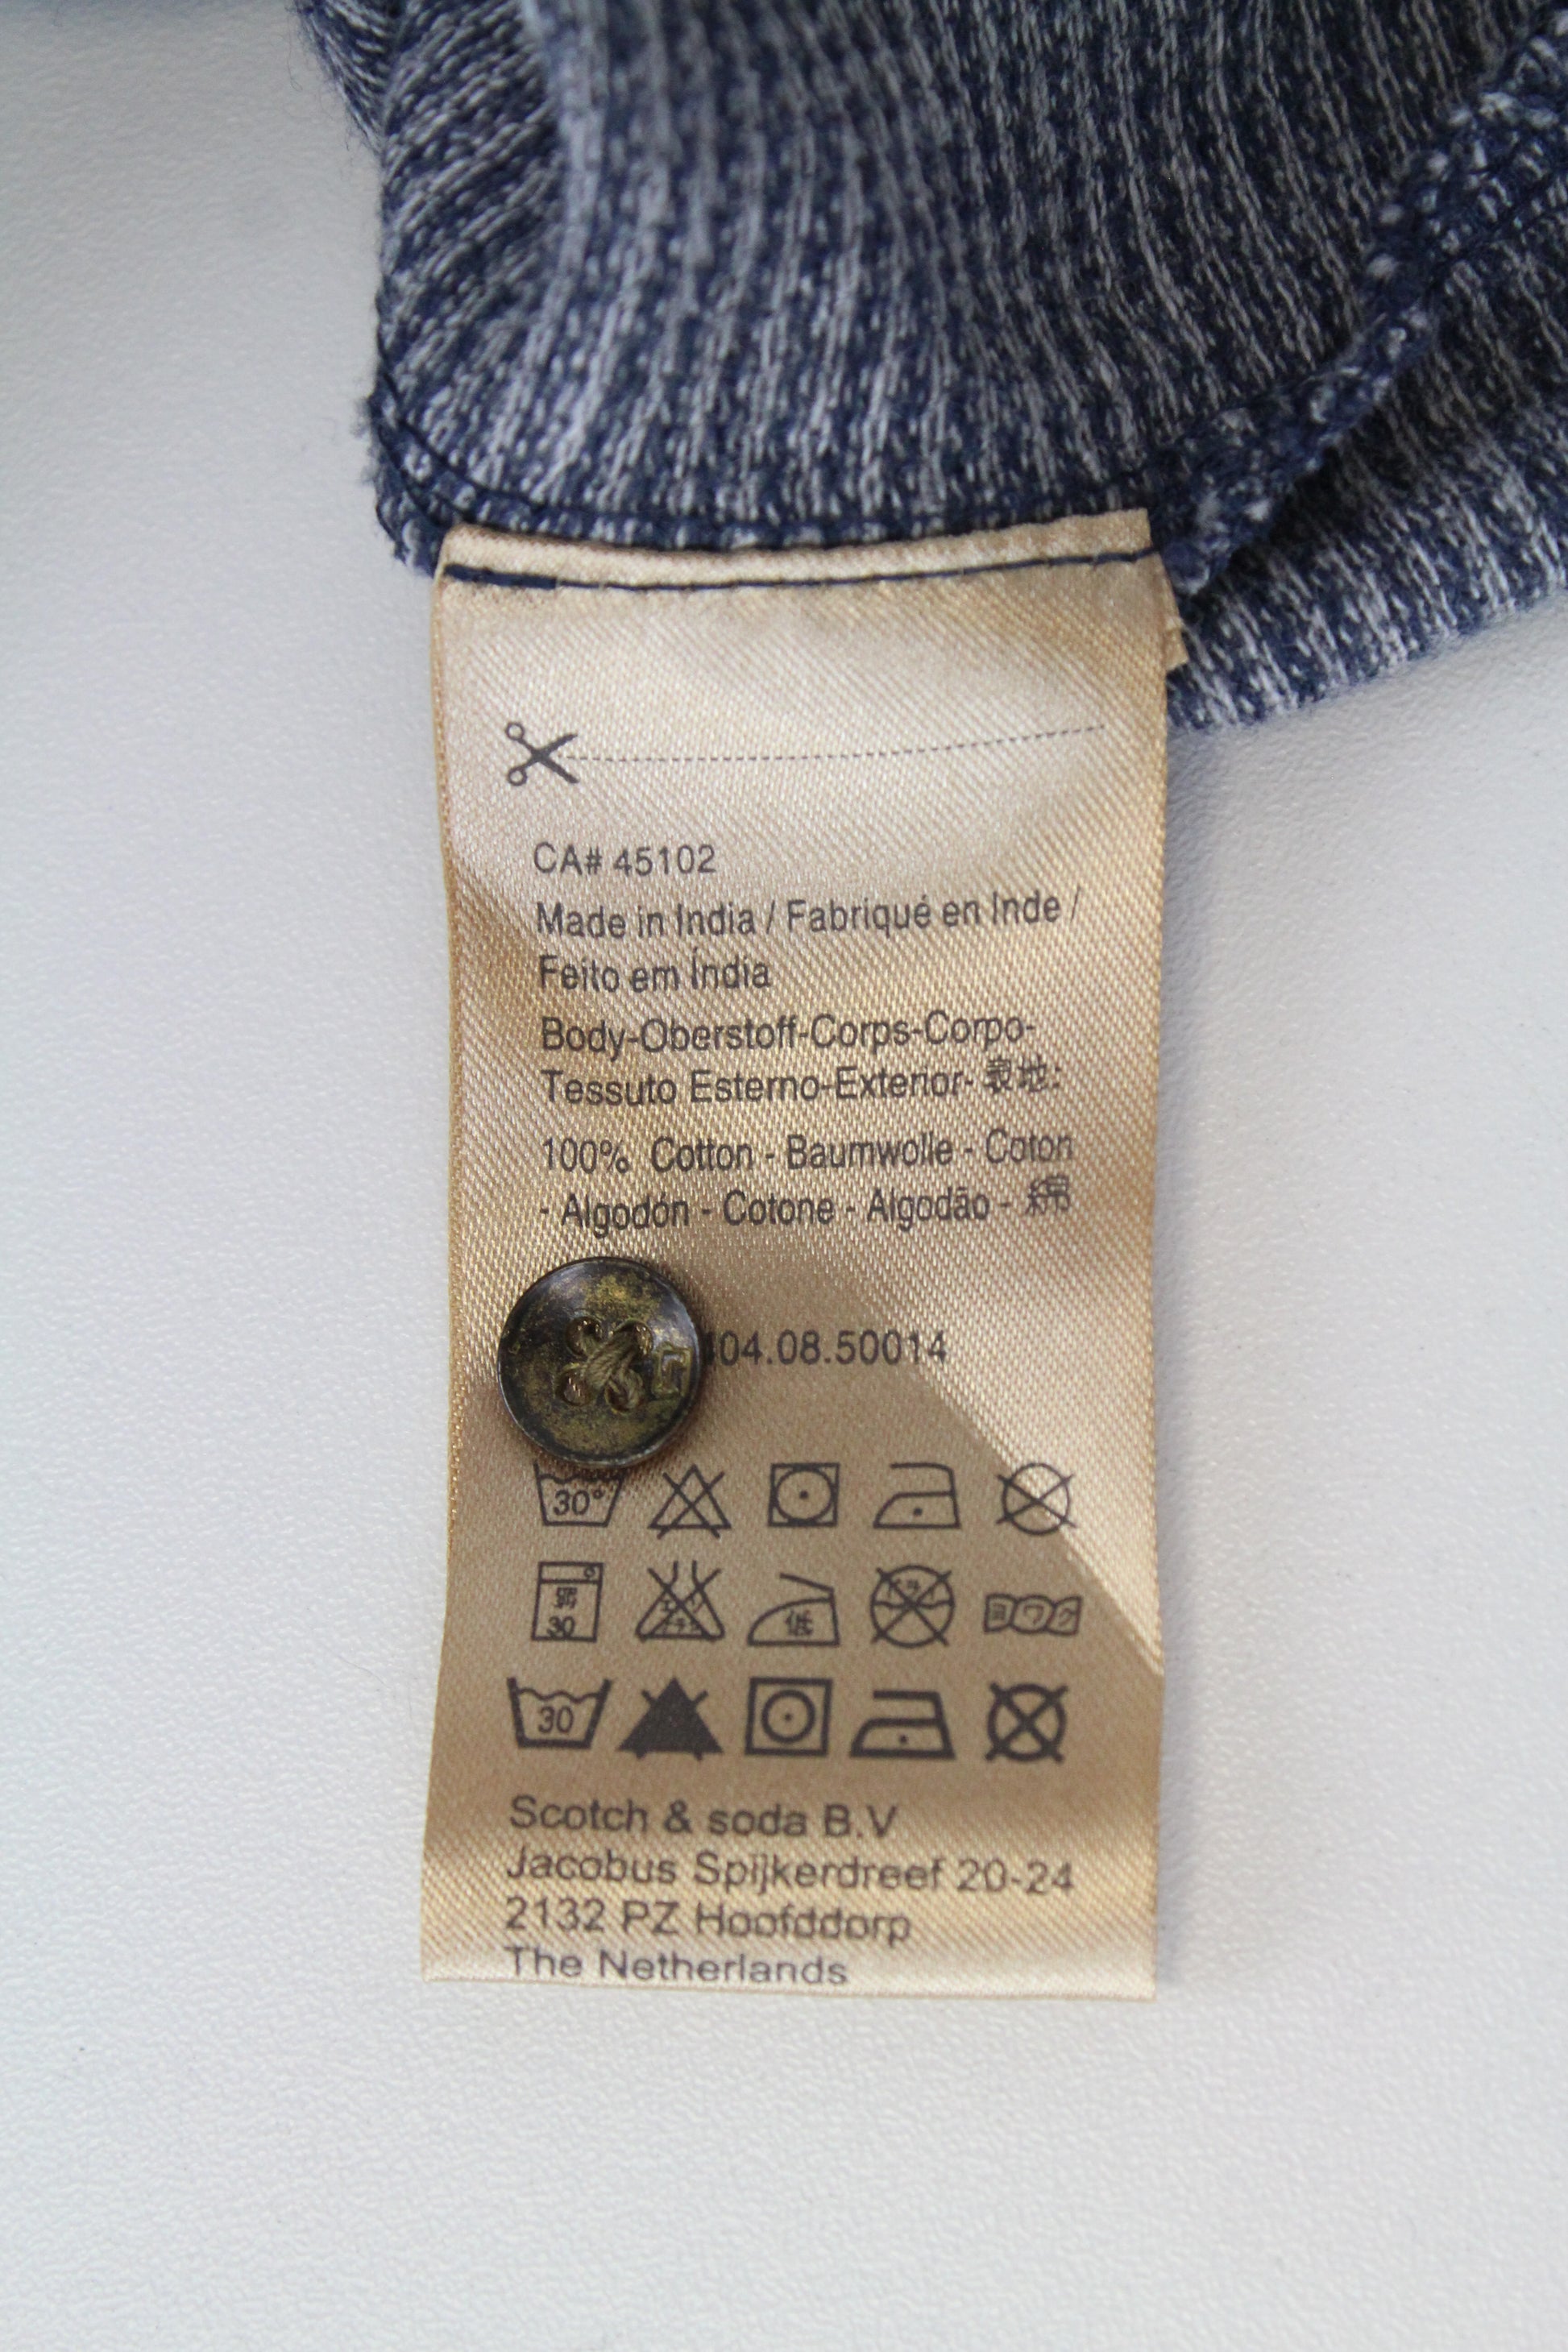 CA# 45102
Made in India / Fabriqué en Inde /
Feito em Índia
Body-Oberstoff-Corps-Corpo-
Tessuto Esterno-Exterior- 表地:
100% Cotton - Baumwolle - Coton
- Algodón - Cotone - Algodão - 綿
04.08.50014
30°
30
低
30
Scotch & soda B.V
Jacobus Spijkerdreef 20-24
2132 PZ Hoofddorp
The Netherlands